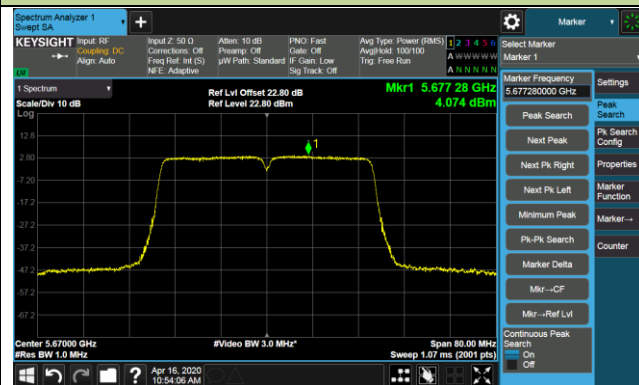 Spectrum Analyzer 1
Swept SA
KEYSIGHT
Input: RF
Coupling: DC
Align: Auto
Input Z: 50 Ω
Corrections: Off
Freq Ref: Int (S)
NFE: Adaptive
Atten: 10 dB
Preamp: Off
µW Path: Standard
PNO: Fast
Gate: Off
IF Gain: Low
Sig Track: Off
Avg Type: Power (RMS)
Avg|Hold: 100/100
Trig: Free Run
1 2 3 4 5 6
A W W W W W
A N N N N N
LXI
1 Spectrum
Scale/Div 10 dB
Log
Ref Lvl Offset 22.80 dB
Ref Level 22.80 dBm
Mkr1 5.677 28 GHz
4.074 dBm
1
12.8
2.80
-7.20
-17.2
-27.2
-37.2
-47.2
-57.2
-67.2
Center 5.67000 GHz
#Res BW 1.0 MHz
#Video BW 3.0 MHz*
Span 80.00 MHz
Sweep 1.07 ms (2001 pts)
Apr 16, 2020
10:54:06 AM
Marker
Select Marker
Marker 1
Marker Frequency
5.677280000 GHz
Peak Search
Next Peak
Next Pk Right
Next Pk Left
Minimum Peak
Pk-Pk Search
Marker Delta
Mkr→CF
Mkr→Ref Lvl
Continuous Peak
Search
On
Off
Settings
Peak
Search
Pk Search
Config
Properties
Marker
Function
Marker→
Counter